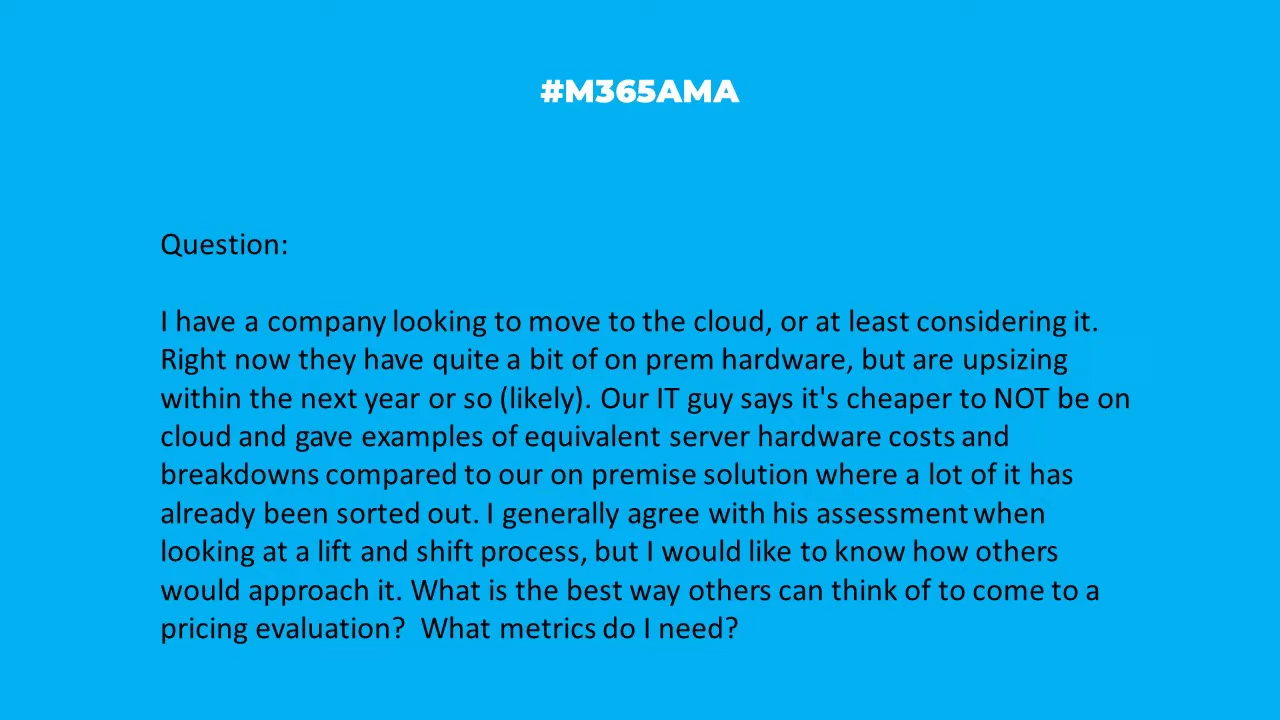 #M365AMA
Question:
I have a company looking to move to the cloud, or at least considering it.
Right now they have quite a bit of on prem hardware, but are upsizing
within the next year or so (likely). Our IT guy says it's cheaper to NOT be on
cloud and gave examples of equivalent server hardware costs and
breakdowns compared to our on premise solution where a lot of it has
already been sorted out. I generally agree with his assessment when
looking at a lift and shift process, but I would like to know how others
would approach it. What is the best way others can think of to come to a
pricing evaluation?  What metrics do I need?